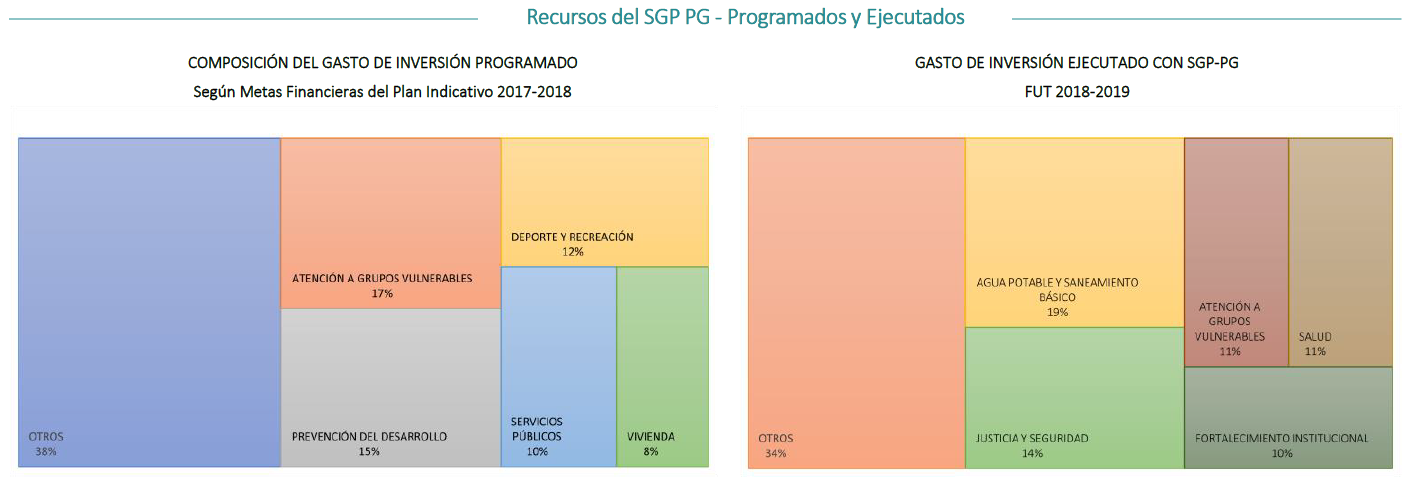 Recursos del SGP PG - Programados y Ejecutados
COMPOSICIÓN DEL GASTO DE INVERSIÓN PROGRAMADO
Según Metas Financieras del Plan Indicativo 2017-2018
OTROS
38%
ATENCIÓN A GRUPOS VULNERABLES
17%
PREVENCIÓN DEL DESARROLLO
15%
DEPORTE Y RECREACIÓN
12%
SERVICIOS
PÚBLICOS
10%
VIVIENDA
8%
GASTO DE INVERSIÓN EJECUTADO CON SGP-PG
FUT 2018-2019
OTROS
34%
AGUA POTABLE Y SANEAMIENTO
BÁSICO
19%
JUSTICIA Y SEGURIDAD
14%
ATENCIÓN A
GRUPOS
VULNERABLES
11%
SALUD
11%
FORTALECIMIENTO INSTITUCIONAL
10%